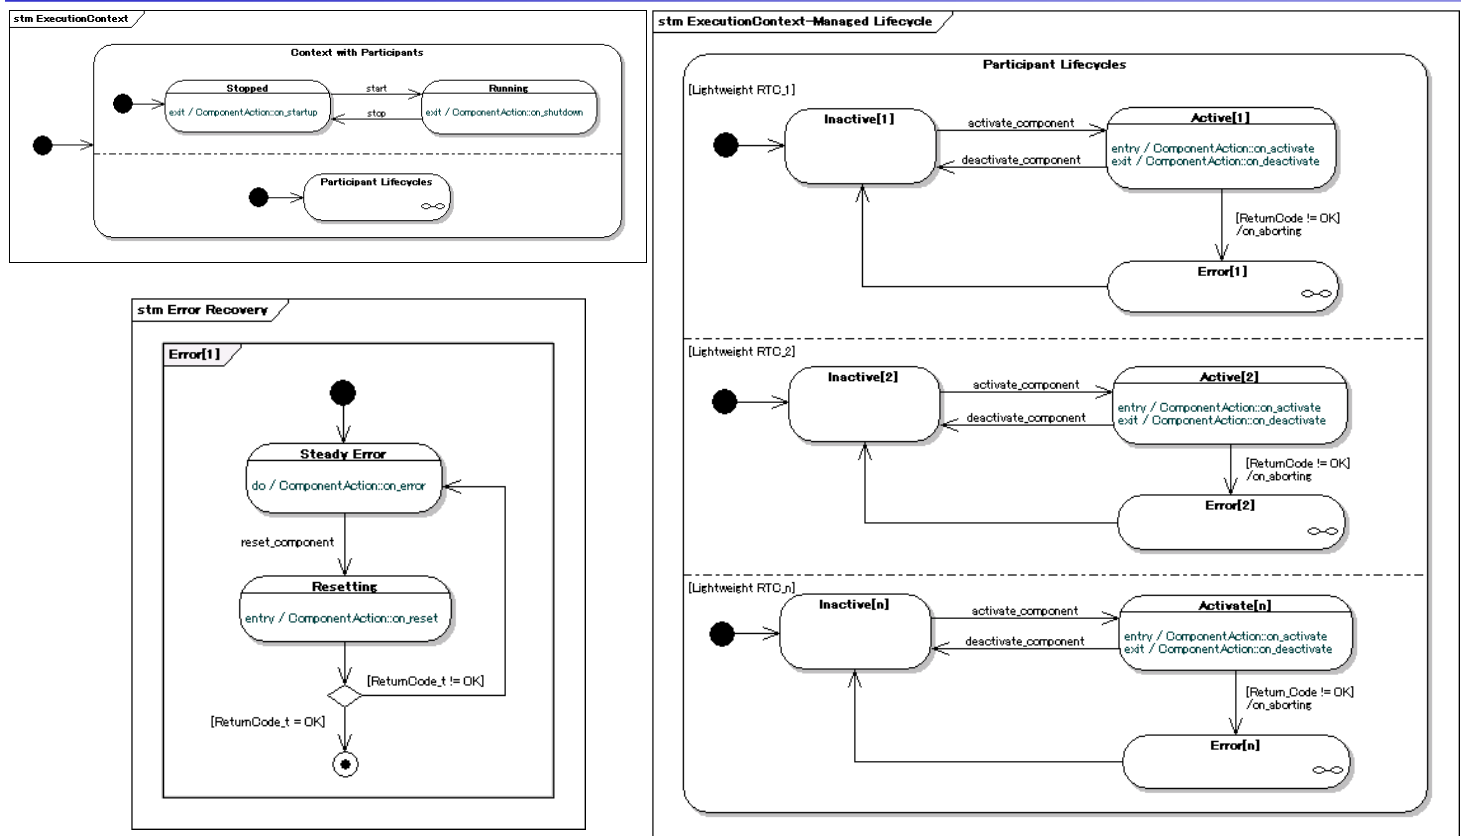 stm ExecutionContext
Context with Participants
Stopped
exit / ComponentAction::on_startup
start
stop
Running
exit / ComponentAction::on_shutdown
Participant Lifecycles
stm Error Recovery
Error[1]
Steady Error
do / ComponentAction::on_error
reset_component
Resetting
entry / ComponentAction::on_reset
[ReturnCode_t != OK]
[ReturnCode_t = OK]
stm ExecutionContext-Managed Lifecycle
Participant Lifecycles
[Lightweight RTC_1]
Inactive[1]
activate_component
deactivate_component
Active[1]
entry / ComponentAction::on_activate
exit / ComponentAction::on_deactivate
[ReturnCode != OK]
/on_aborting
Error[1]
[Lightweight RTC_2]
Inactive[2]
activate_component
deactivate_component
Active[2]
entry / ComponentAction::on_activate
exit / ComponentAction::on_deactivate
[ReturnCode != OK]
/on_aborting
Error[2]
[Lightweight RTC_n]
Inactive[n]
activate_component
deactivate_component
Activate[n]
entry / ComponentAction::on_activate
exit / ComponentAction::on_deactivate
[Return_Code != OK]
/on_aborting
Error[n]